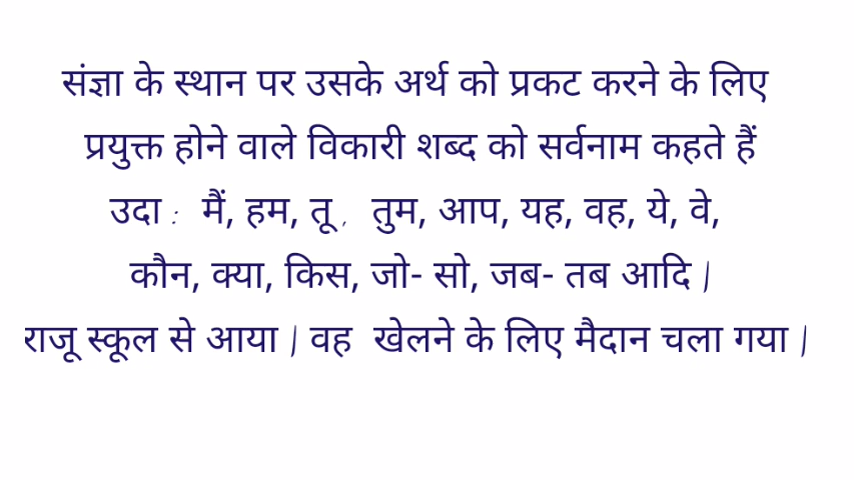 संज्ञा के स्थान पर उसके अर्थ को प्रकट करने के लिए
प्रयुक्त होने वाले विकारी शब्द को सर्वनाम कहते हैं
उदा : मैं, हम, तू , तुम, आप, यह, वह, ये, वे,
कौन, क्या, किस, जो- सो, जब- तब आदि |
राजू स्कूल से आया | वह खेलने के लिए मैदान चला गया |